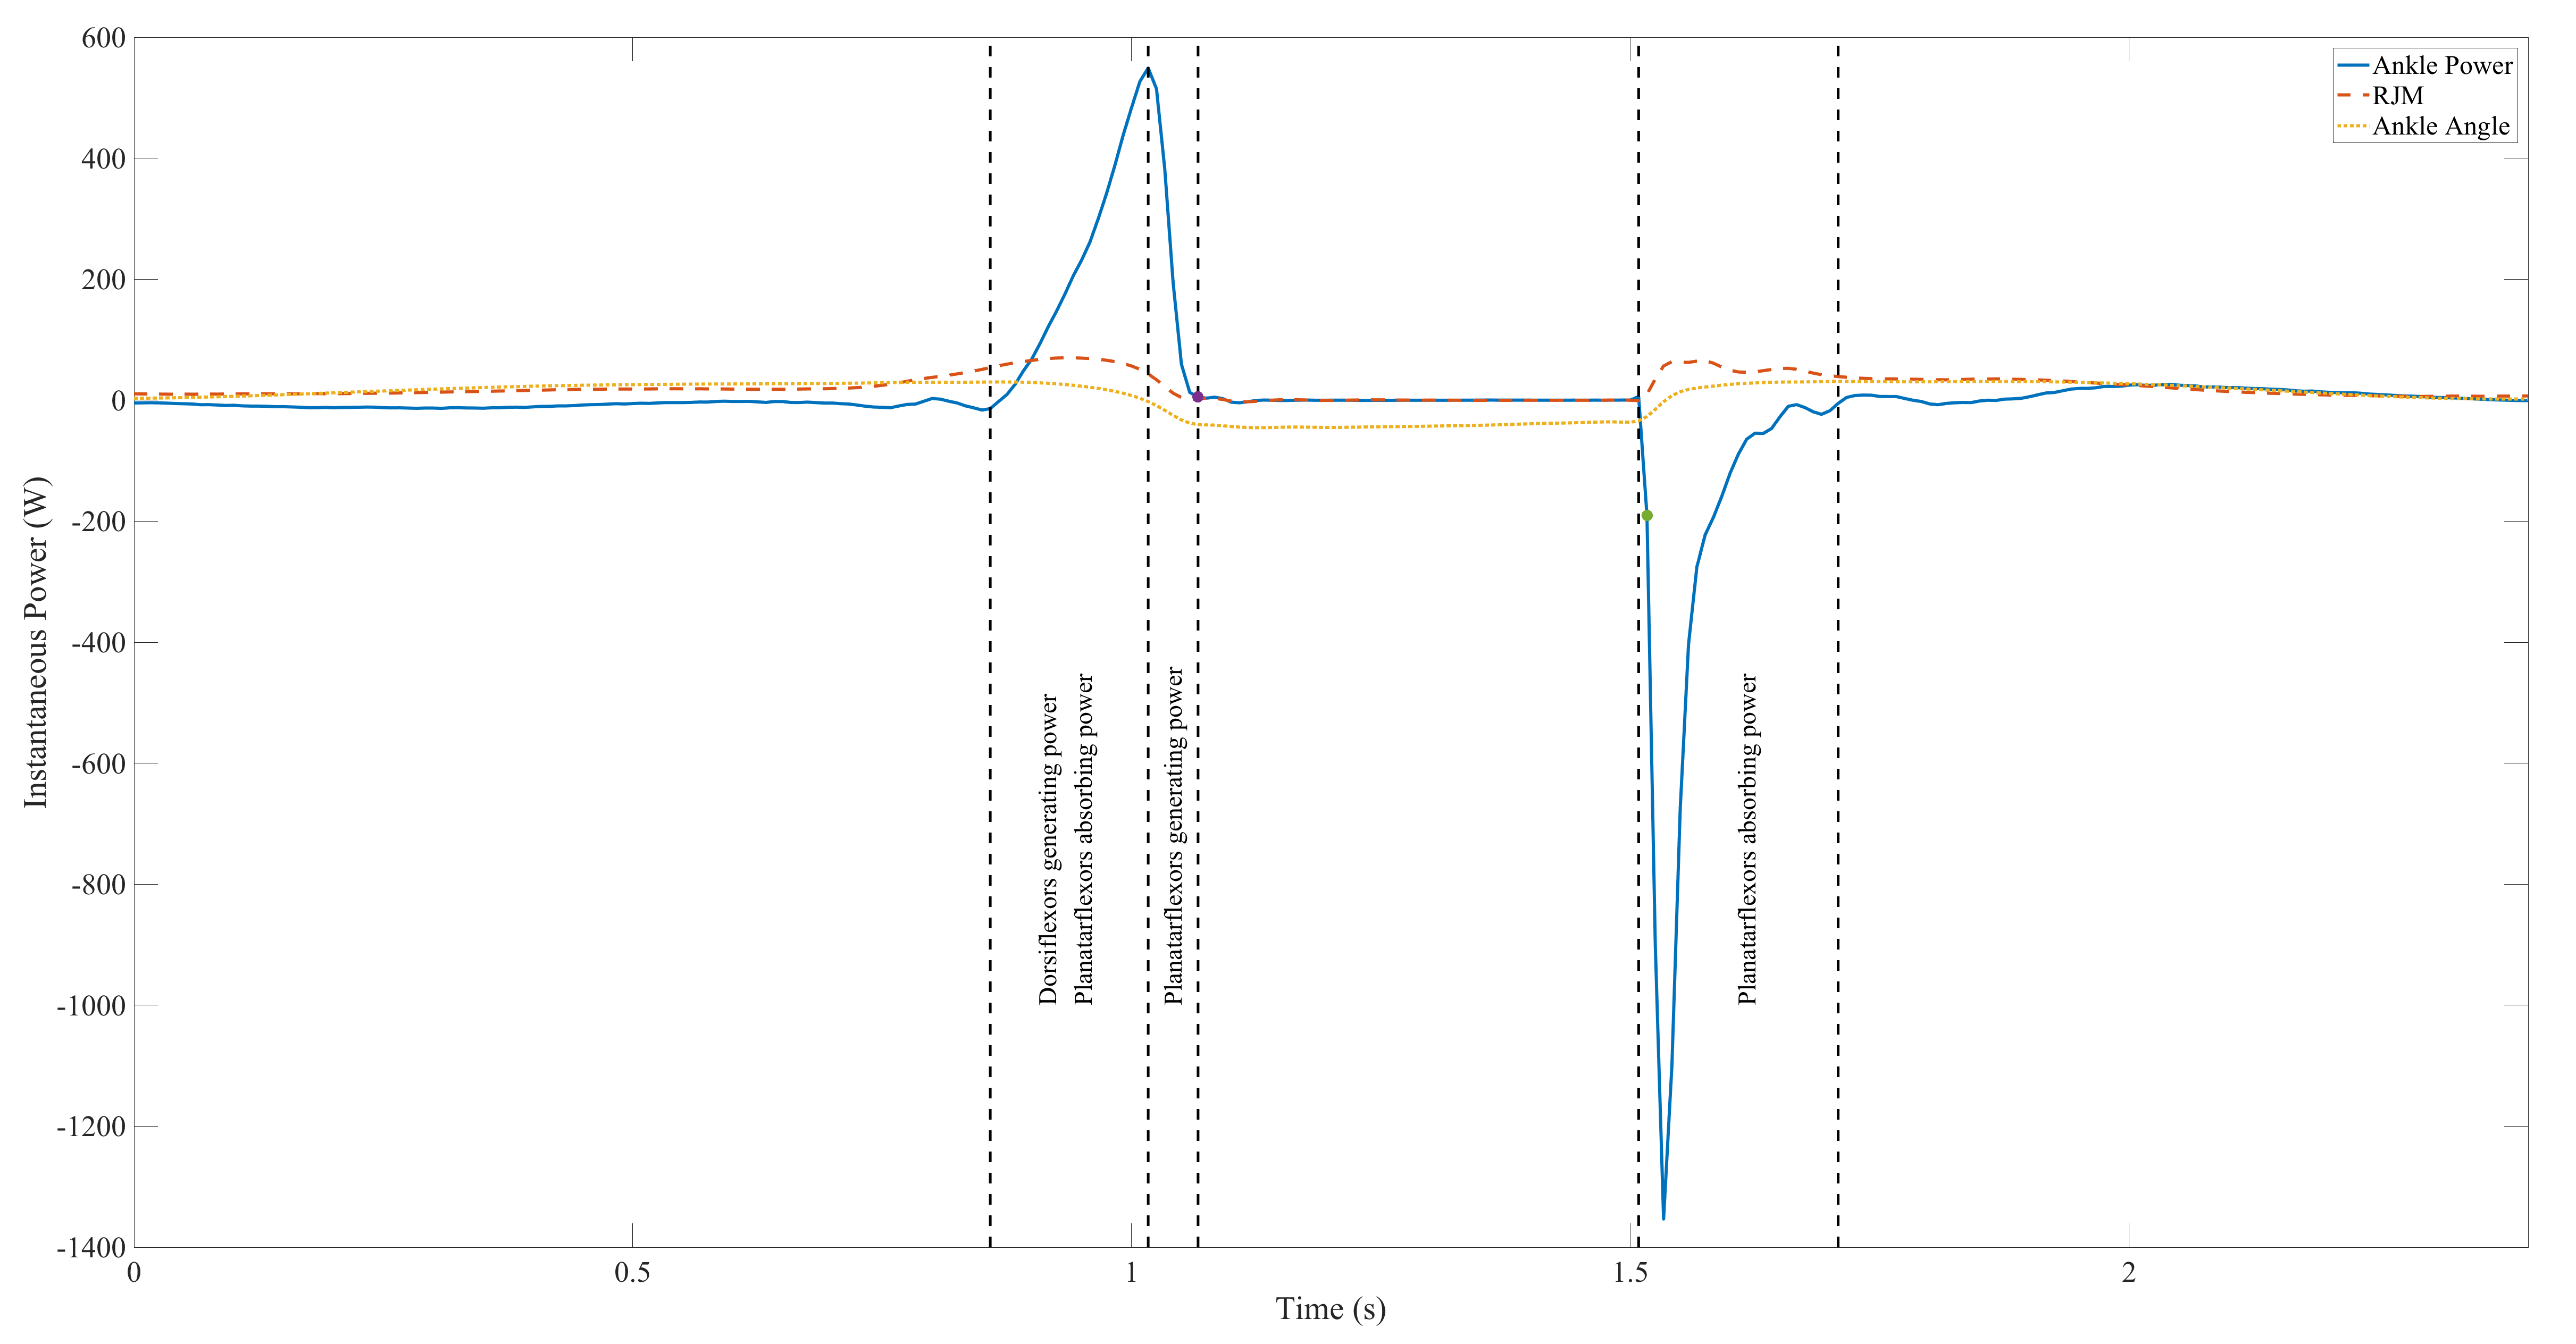 600
400
200
0
-200
-400
-600
-800
-1000
-1200
-1400
Instantaneous Power (W)
0
0.5
1
1.5
2
Time (s)
Ankle Power
RJM
Ankle Angle
Dorsiflexors generating power
Planatarflexors absorbing power
Planatarflexors generating power
Planatarflexors absorbing power